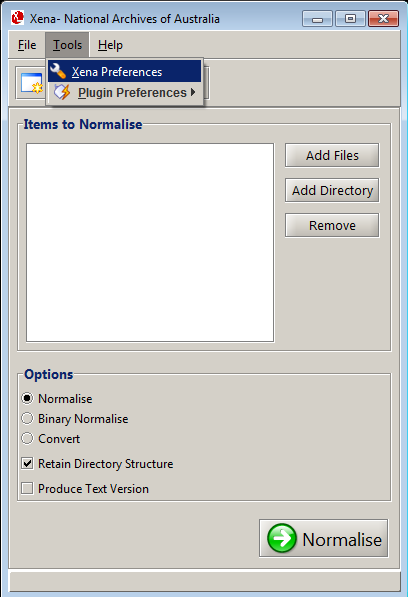 Xena- National Archives of Australia
File Tools Help
Xena Preferences
Plugin Preferences
Items to Normalise
Add Files
Add Directory
Remove
Options
Normalise
Binary Normalise
Convert
Retain Directory Structure
Produce Text Version
Normalise